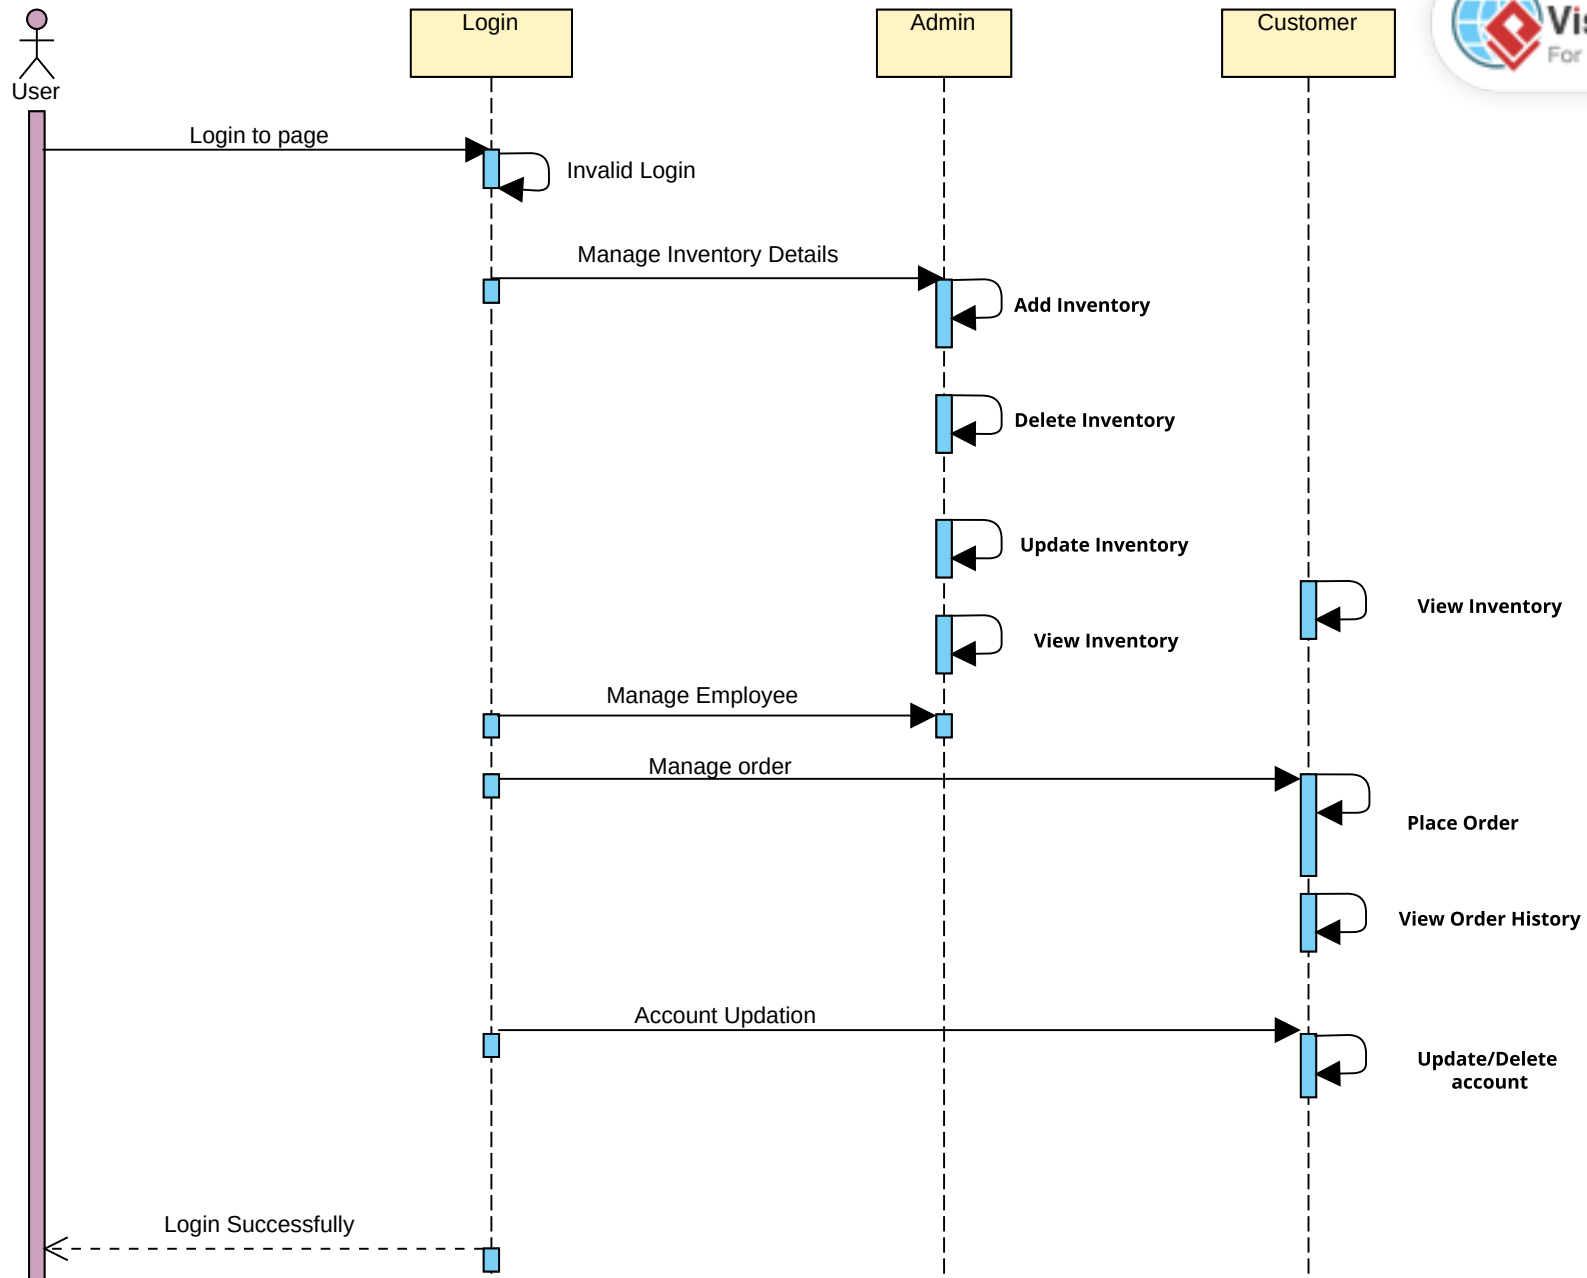 Login
Admin
Customer
For
User
Login to page
Invalid Login
Manage Inventory Details
Add Inventory
Delete Inventory
Update Inventory
View Inventory
View Inventory
Manage Employee
Manage order
Place Order
View Order History
Account Updation
Update/Delete
account
Login Successfully